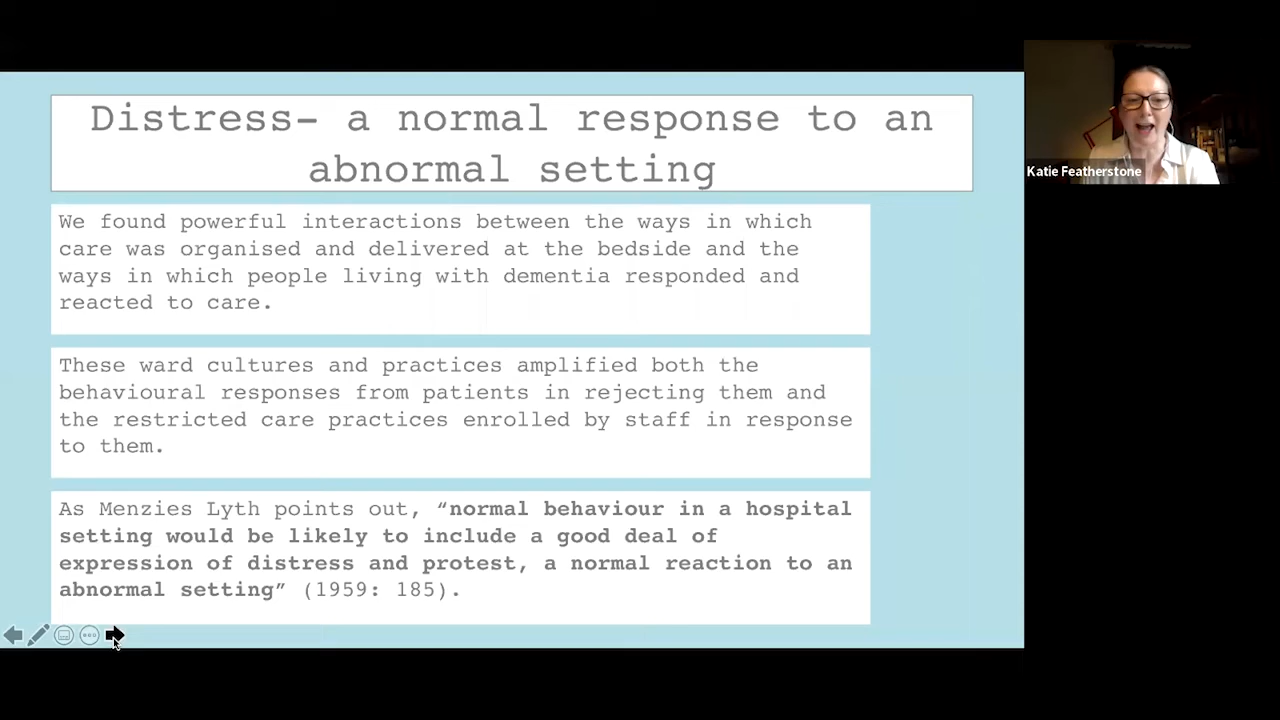 Distress- a normal response to an
abnormal setting
We found powerful interactions between the ways in which
care was organised and delivered at the bedside and the
ways in which people living with dementia responded and
reacted to care.
These ward cultures and practices amplified both the
behavioural responses from patients in rejecting them and
the restricted care practices enrolled by staff in response
to them.
As Menzies Lyth points out, “normal behaviour in a hospital
setting would be likely to include a good deal of
expression of distress and protest, a normal reaction to an
abnormal setting” (1959: 185).
Katie Featherstone